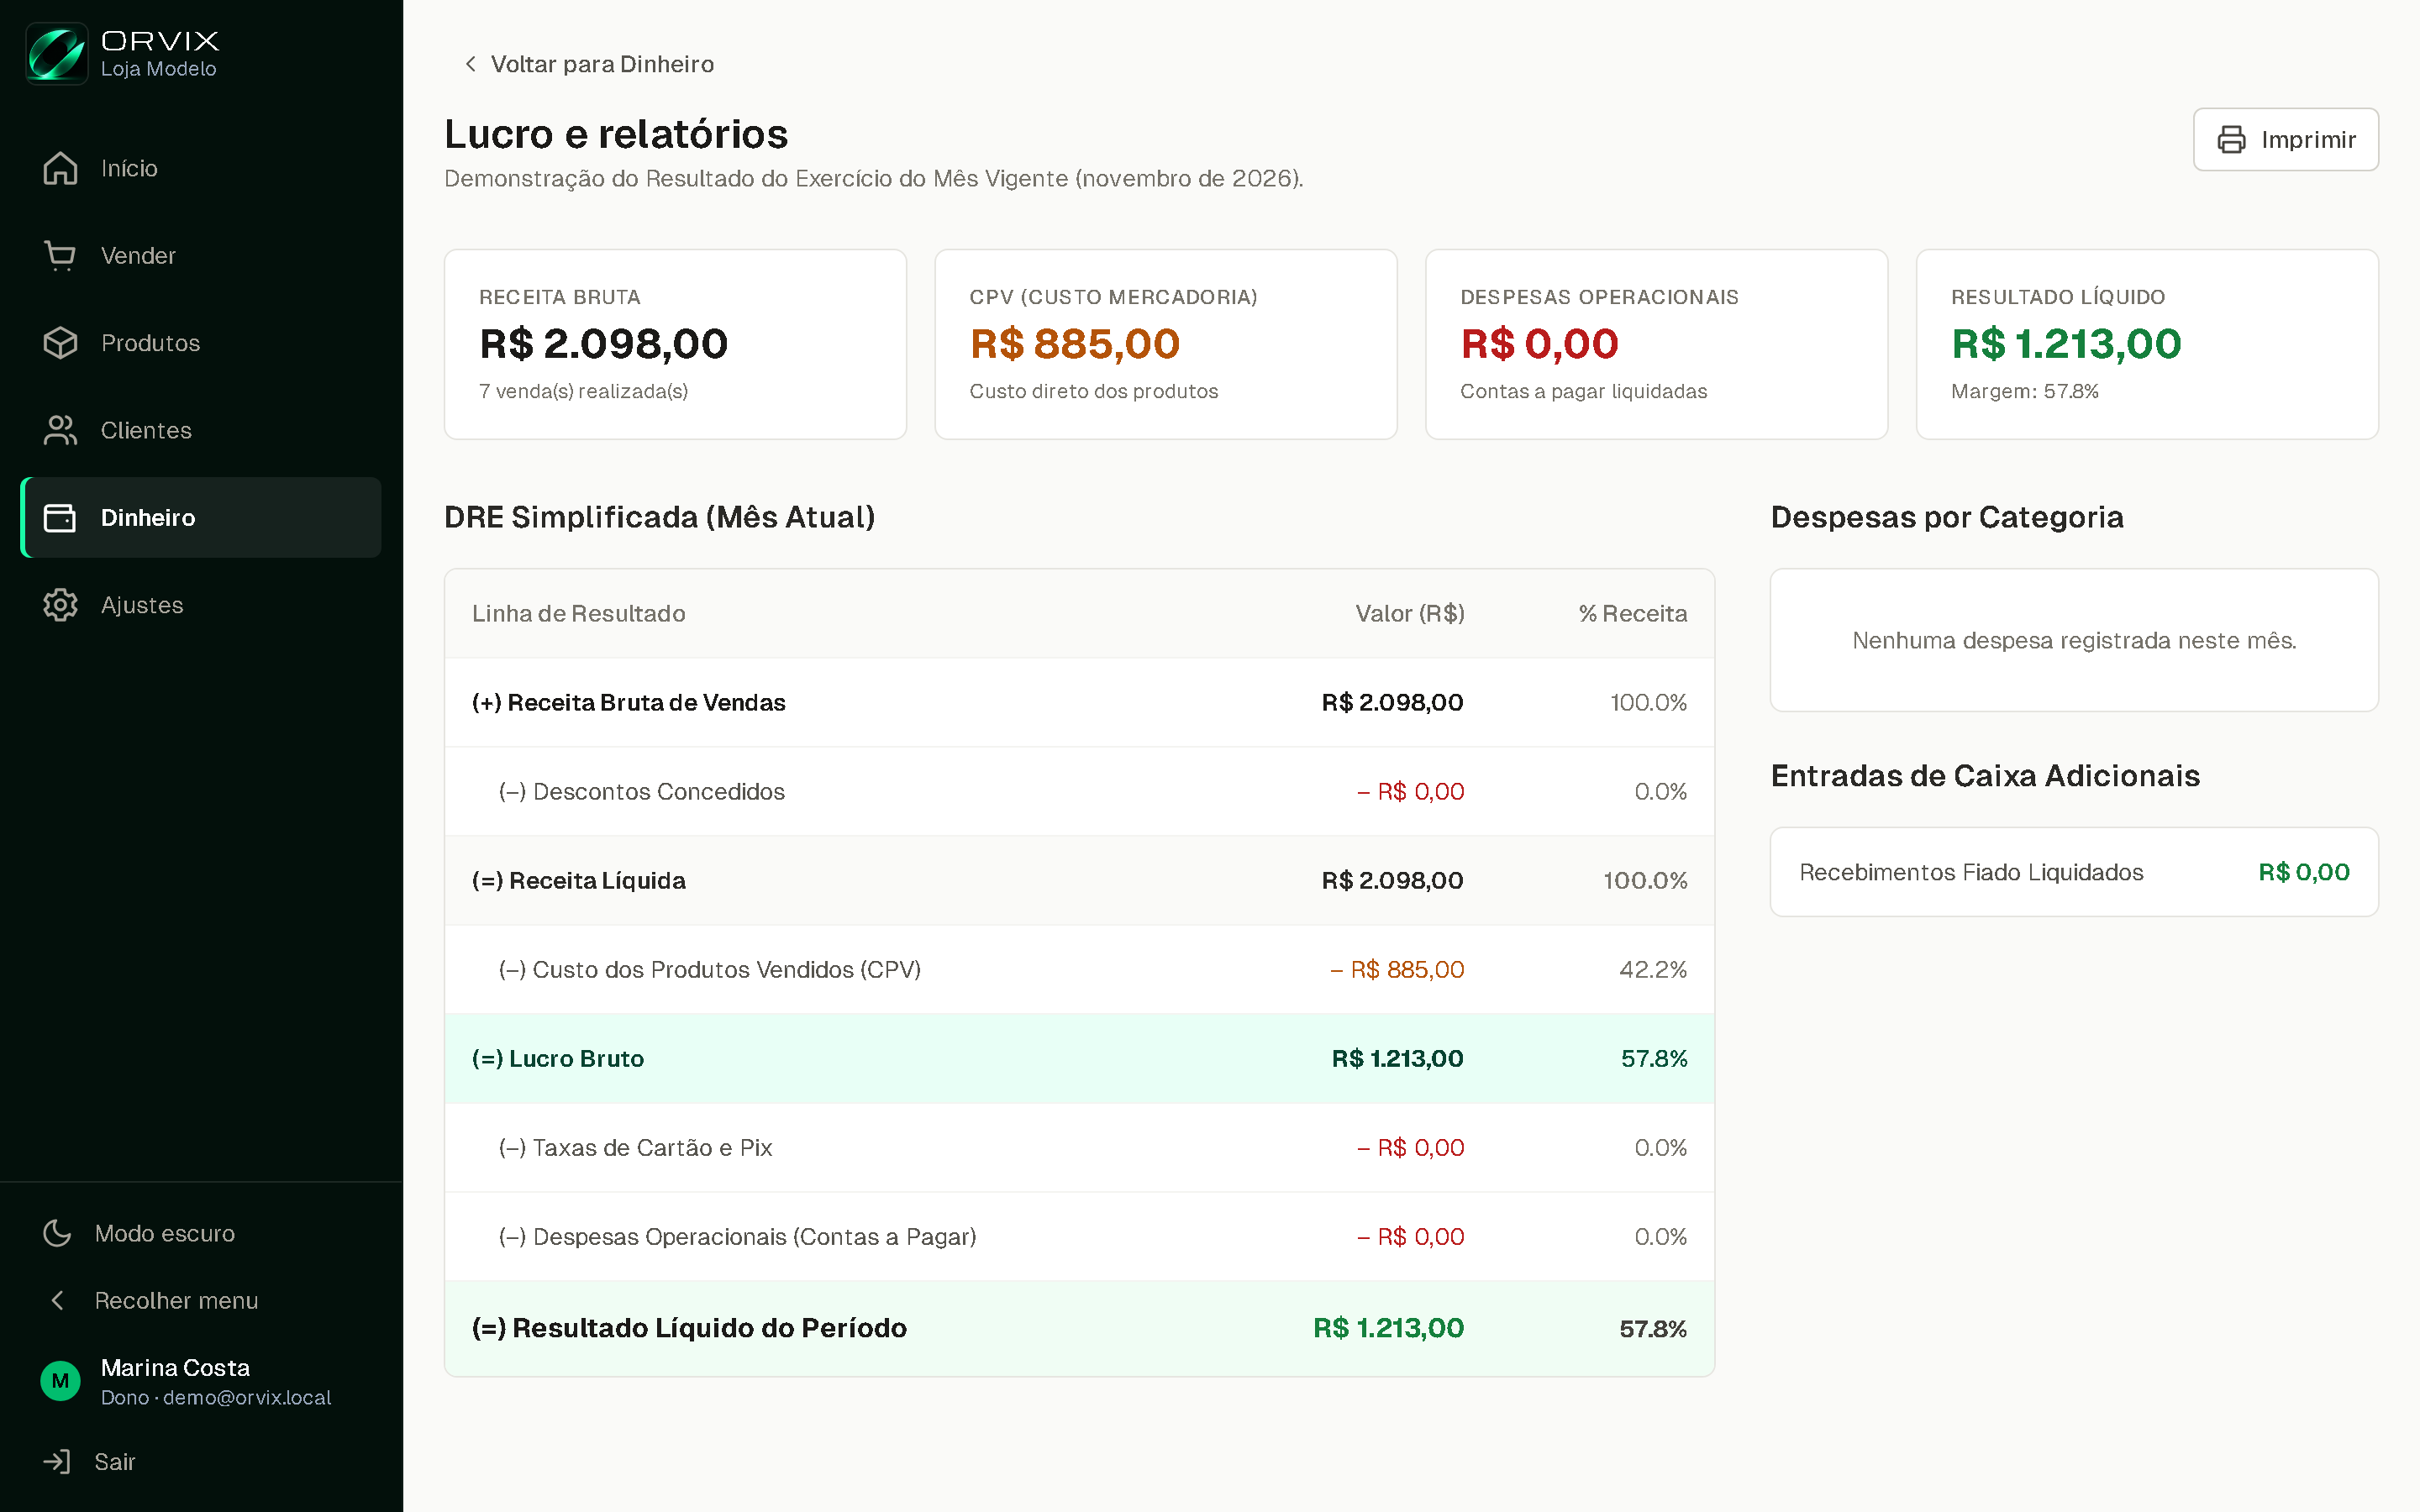 ORVIX
Loja Modelo
Início
Vender
Produtos
Clientes
Dinheiro
Ajustes
Modo escuro
Recolher menu
M
Marina Costa
Dono · demo@orvix.local
Sair
Voltar para Dinheiro
Lucro e relatórios
Demonstração do Resultado do Exercício do Mês Vigente (novembro de 2026).
Imprimir
RECEITA BRUTA
R$ 2.098,00
7 venda(s) realizada(s)
CPV (CUSTO MERCADORIA)
R$ 885,00
Custo direto dos produtos
DESPESAS OPERACIONAIS
R$ 0,00
Contas a pagar liquidadas
RESULTADO LÍQUIDO
R$ 1.213,00
Margem: 57.8%
DRE Simplificada (Mês Atual)
Linha de Resultado Valor (R$) % Receita
(+) Receita Bruta de Vendas R$ 2.098,00 100.0%
(–) Descontos Concedidos – R$ 0,00 0.0%
(=) Receita Líquida R$ 2.098,00 100.0%
(–) Custo dos Produtos Vendidos (CPV) – R$ 885,00 42.2%
(=) Lucro Bruto R$ 1.213,00 57.8%
(–) Taxas de Cartão e Pix – R$ 0,00 0.0%
(–) Despesas Operacionais (Contas a Pagar) – R$ 0,00 0.0%
(=) Resultado Líquido do Período R$ 1.213,00 57.8%
Despesas por Categoria
Nenhuma despesa registrada neste mês.
Entradas de Caixa Adicionais
Recebimentos Fiado Liquidados R$ 0,00